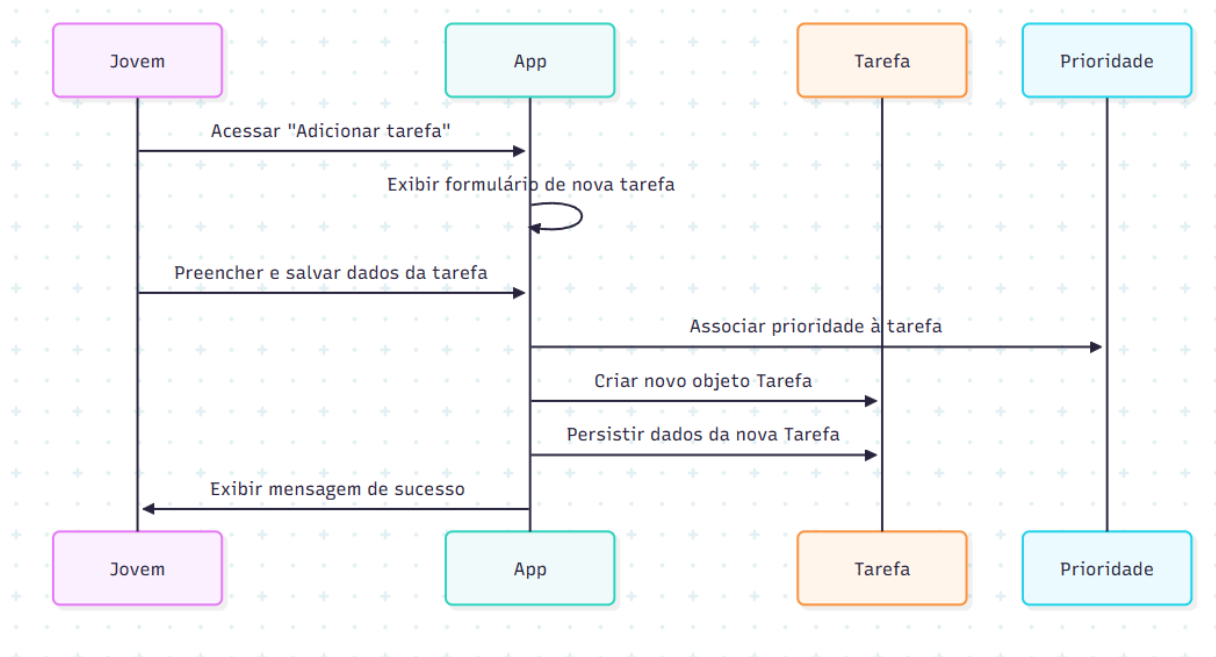 Jovem
App
Tarefa
Prioridade
Acessar "Adicionar tarefa"
Exibir formulário de nova tarefa
Preencher e salvar dados da tarefa
Associar prioridade à tarefa
Criar novo objeto Tarefa
Persistir dados da nova Tarefa
Exibir mensagem de sucesso
Jovem
App
Tarefa
Prioridade